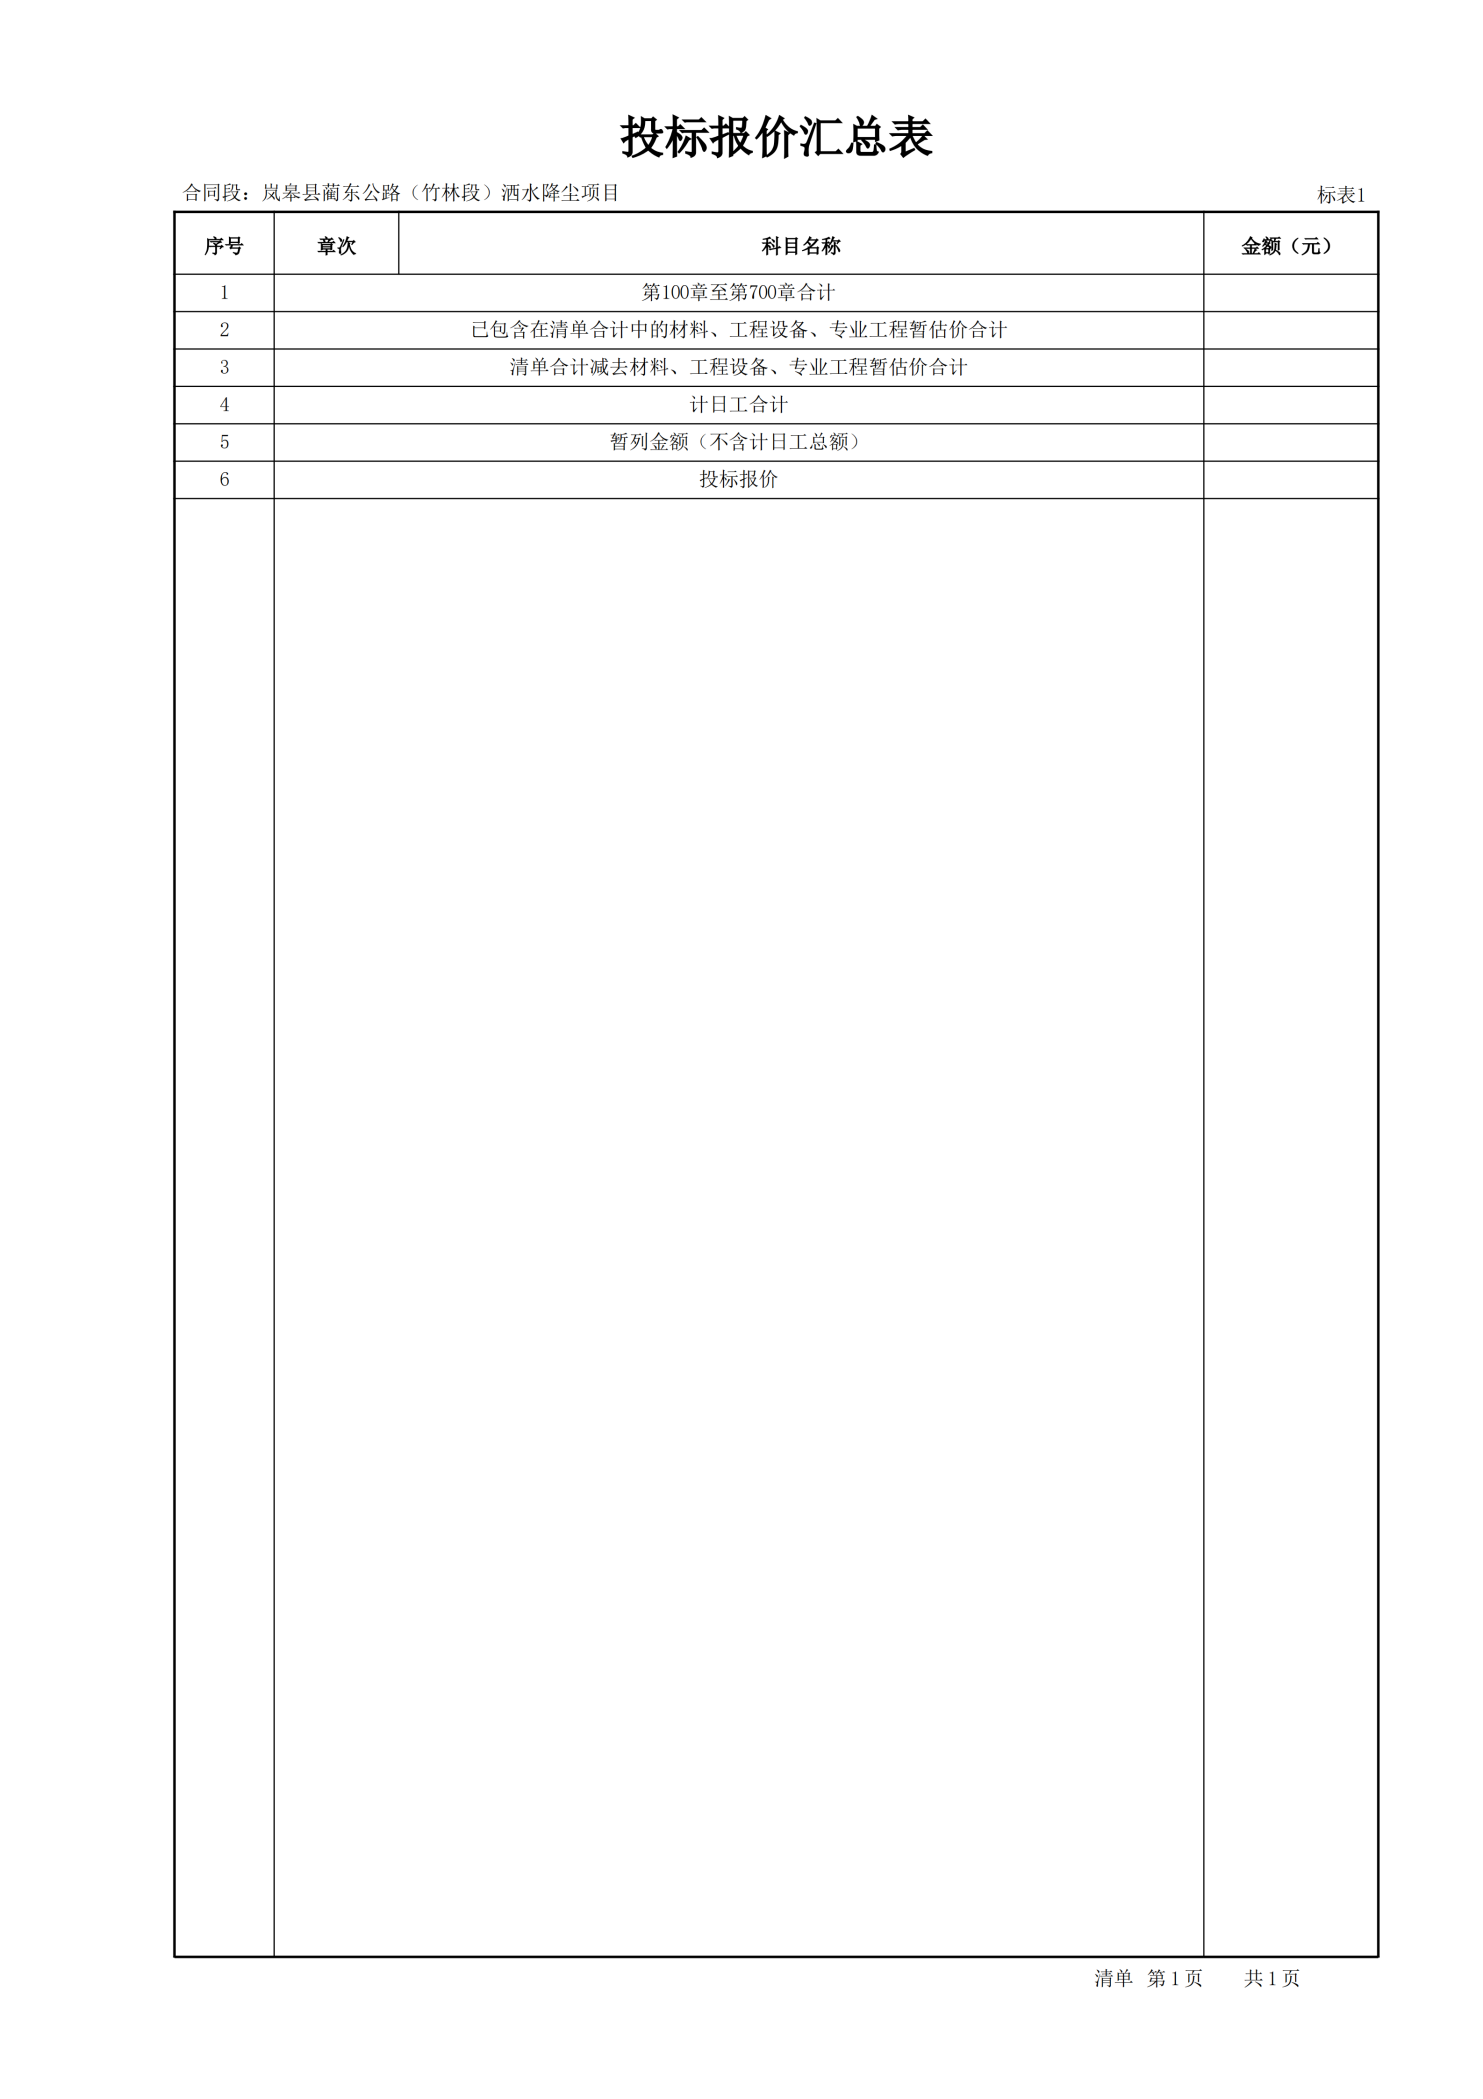 投标报价汇总表
合同段：岚皋县蔺东公路（竹林段）洒水降尘项目 标表1
序号 章次 科目名称 金额（元）
1 第100章至第700章合计
2 已包含在清单合计中的材料、工程设备、专业工程暂估价合计
3 清单合计减去材料、工程设备、专业工程暂估价合计
4 计日工合计
5 暂列金额（不含计日工总额）
6 投标报价
清单 第1页 共1页